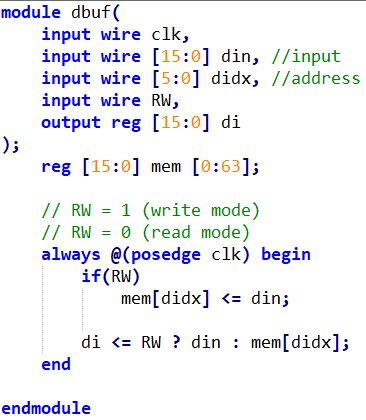 module dbuf(
    input wire clk,
    input wire [15:0] din, //input
    input wire [5:0] didx, //address
    input wire RW,
    output reg [15:0] di
);
    reg [15:0] mem [0:63];

    // RW = 1 (write mode)
    // RW = 0 (read mode)
    always @(posedge clk) begin
        if(RW)
            mem[didx] <= din;

        di <= RW ? din : mem[didx];
    end

endmodule